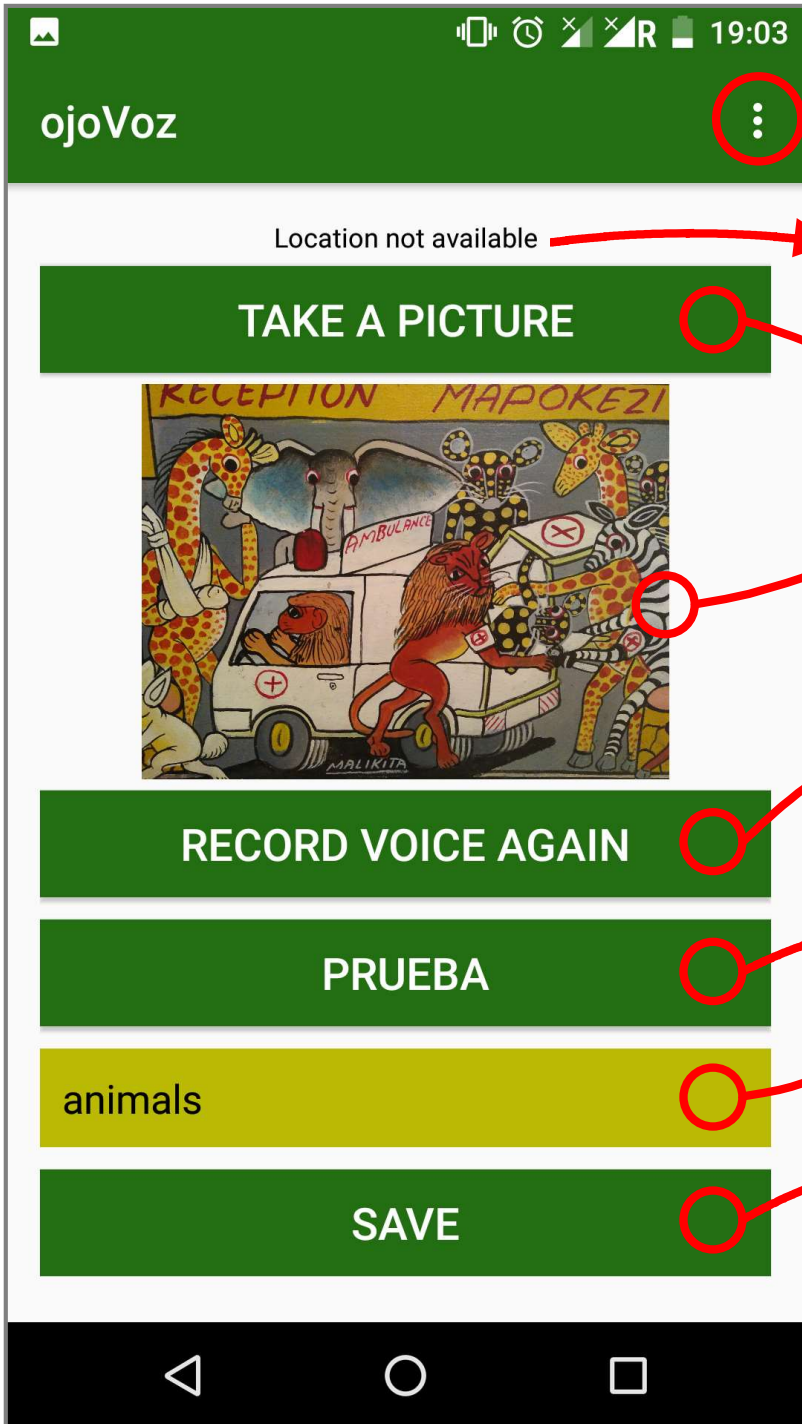 R 19:03
ojoVoz
Location not available
TAKE A PICTURE
RECEPTION MAPOKEZI
AMBULANCE
MALIKITA
RECORD VOICE AGAIN
PRUEBA
animals
SAVE